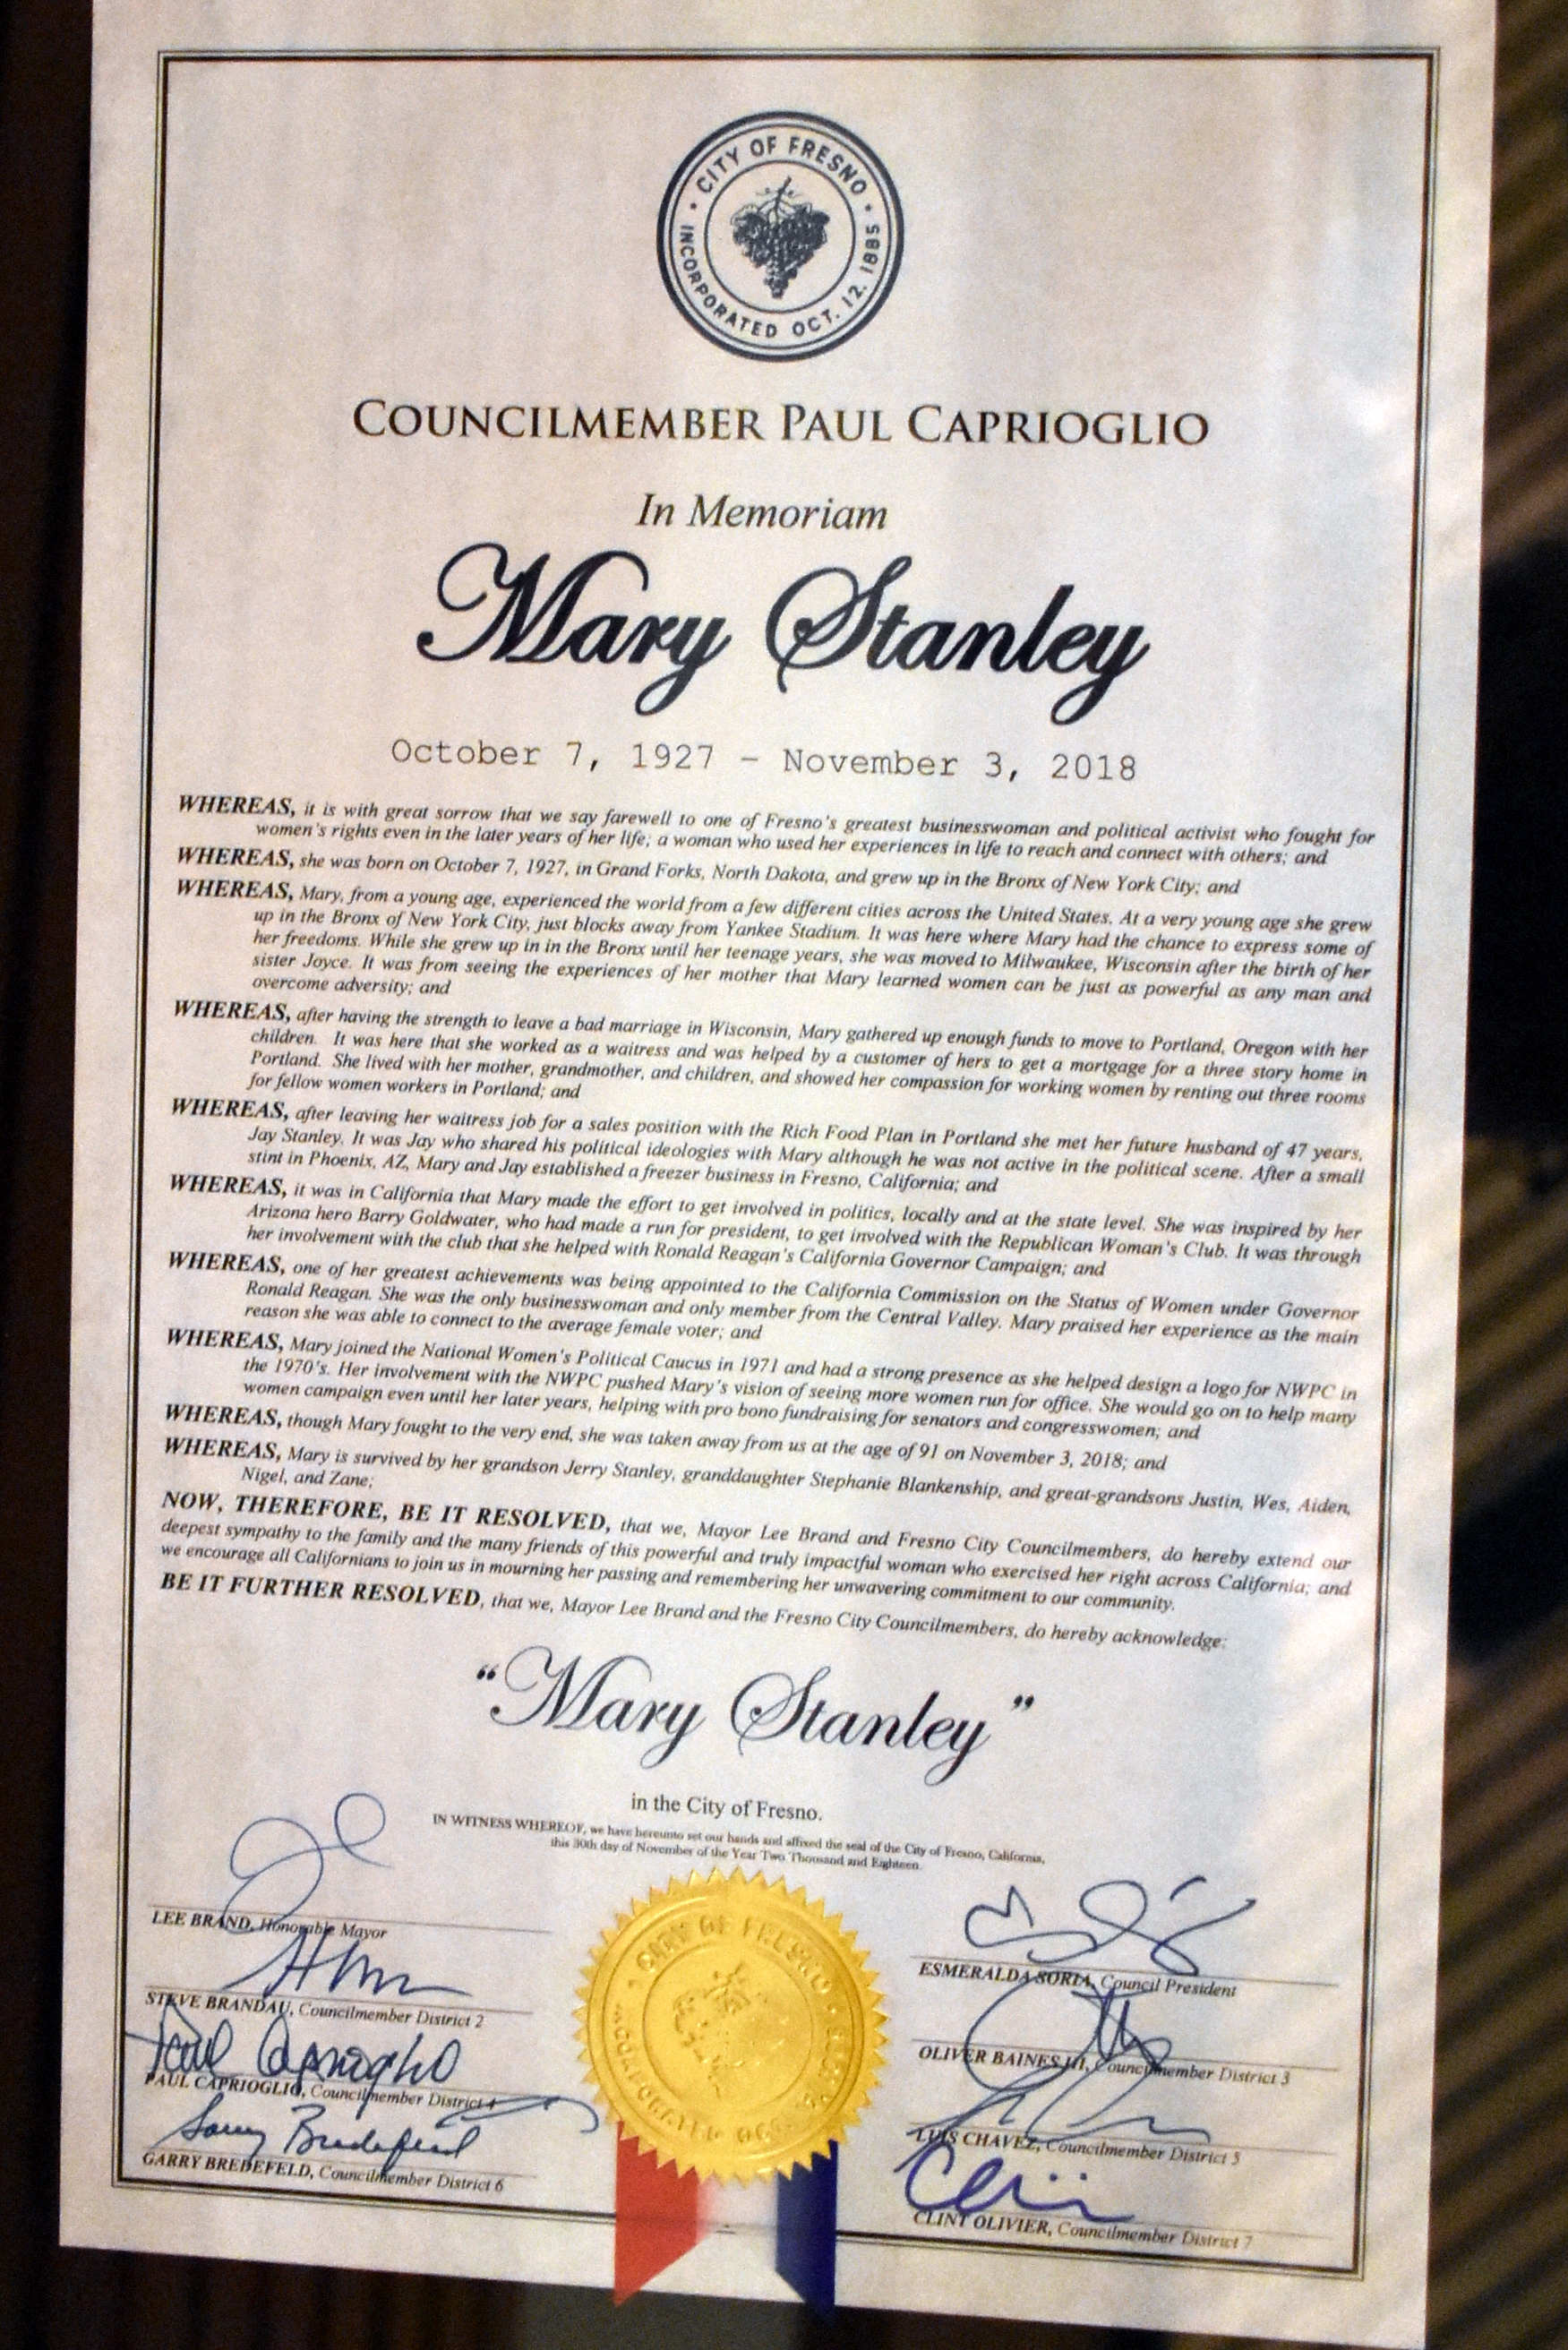 CITY OF FRESNO
INCORPORATED OCT. 12, 1885
COUNCILMEMBER PAUL CAPRIOGLIO
In Memoriam
Mary Stanley
October 7, 1927 - November 3, 2018
WHEREAS, it is with great sorrow that we say farewell to one of Fresno's greatest businesswoman and political activist who fought for
women's rights even in the later years of her life; a woman who used her experiences in life to reach and connect with others; and
WHEREAS, she was born on October 7, 1927, in Grand Forks, North Dakota, and grew up in the Bronx of New York City; and
WHEREAS, Mary, from a young age, experienced the world from a few different cities across the United States. At a very young age she grew
up in the Bronx of New York City, just blocks away from Yankee Stadium. It was here where Mary had the chance to express some of
her freedoms. While she grew up in in the Bronx until her teenage years, she was moved to Milwaukee, Wisconsin after the birth of her
sister Joyce. It was from seeing the experiences of her mother that Mary learned women can be just as powerful as any man and
overcome adversity; and
WHEREAS, after having the strength to leave a bad marriage in Wisconsin, Mary gathered up enough funds to move to Portland, Oregon with her
children. It was here that she worked as a waitress and was helped by a customer of hers to get a mortgage for a three story home in
Portland. She lived with her mother, grandmother, and children, and showed her compassion for working women by renting out three rooms
for fellow women workers in Portland; and
WHEREAS, after leaving her waitress job for a sales position with the Rich Food Plan in Portland she met her future husband of 47 years,
Jay Stanley. It was Jay who shared his political ideologies with Mary although he was not active in the political scene. After a small
stint in Phoenix, AZ, Mary and Jay established a freezer business in Fresno, California; and
WHEREAS, it was in California that Mary made the effort to get involved in politics, locally and at the state level. She was inspired by her
Arizona hero Barry Goldwater, who had made a run for president, to get involved with the Republican Woman's Club. It was through
her involvement with the club that she helped with Ronald Reagan's California Governor Campaign; and
WHEREAS, one of her greatest achievements was being appointed to the California Commission on the Status of Women under Governor
Ronald Reagan. She was the only businesswoman and only member from the Central Valley. Mary praised her experience as the main
reason she was able to connect to the average female voter; and
WHEREAS, Mary joined the National Women's Political Caucus in 1971 and had a strong presence as she helped design a logo for NWPC in
the 1970's. Her involvement with the NWPC pushed Mary's vision of seeing more women run for office. She would go on to help many
women campaign even until her later years, helping with pro bono fundraising for senators and congresswomen; and
WHEREAS, though Mary fought to the very end, she was taken away from us at the age of 91 on November 3, 2018; and
WHEREAS, Mary is survived by her grandson Jerry Stanley, granddaughter Stephanie Blankenship, and great-grandsons Justin, Wes, Aiden,
Nigel, and Zane;
NOW, THEREFORE, BE IT RESOLVED, that we, Mayor Lee Brand and Fresno City Councilmembers, do hereby extend our
deepest sympathy to the family and the many friends of this powerful and truly impactful woman who exercised her right across California; and
we encourage all Californians to join us in mourning her passing and remembering her unwavering commitment to our community.
BE IT FURTHER RESOLVED, that we, Mayor Lee Brand and the Fresno City Councilmembers, do hereby acknowledge:
"Mary Stanley"
in the City of Fresno.
IN WITNESS WHEREOF, we have hereunto set our hands and affixed the seal of the City of Fresno, California,
this 30th day of November of the Year Two Thousand and Eighteen.
LEE BRAND, Honorable Mayor
ESMERALDA SORIA, Council President
STEVE BRANDAU, Councilmember District 2
OLIVER BAINES III, Councilmember District 3
Paul Caprioglio
PAUL CAPRIOGLIO, Councilmember District 4
LUIS CHAVEZ, Councilmember District 5
Garry Bredefeld
GARRY BREDEFELD, Councilmember District 6
CLINT OLIVIER, Councilmember District 7
CITY OF FRESNO